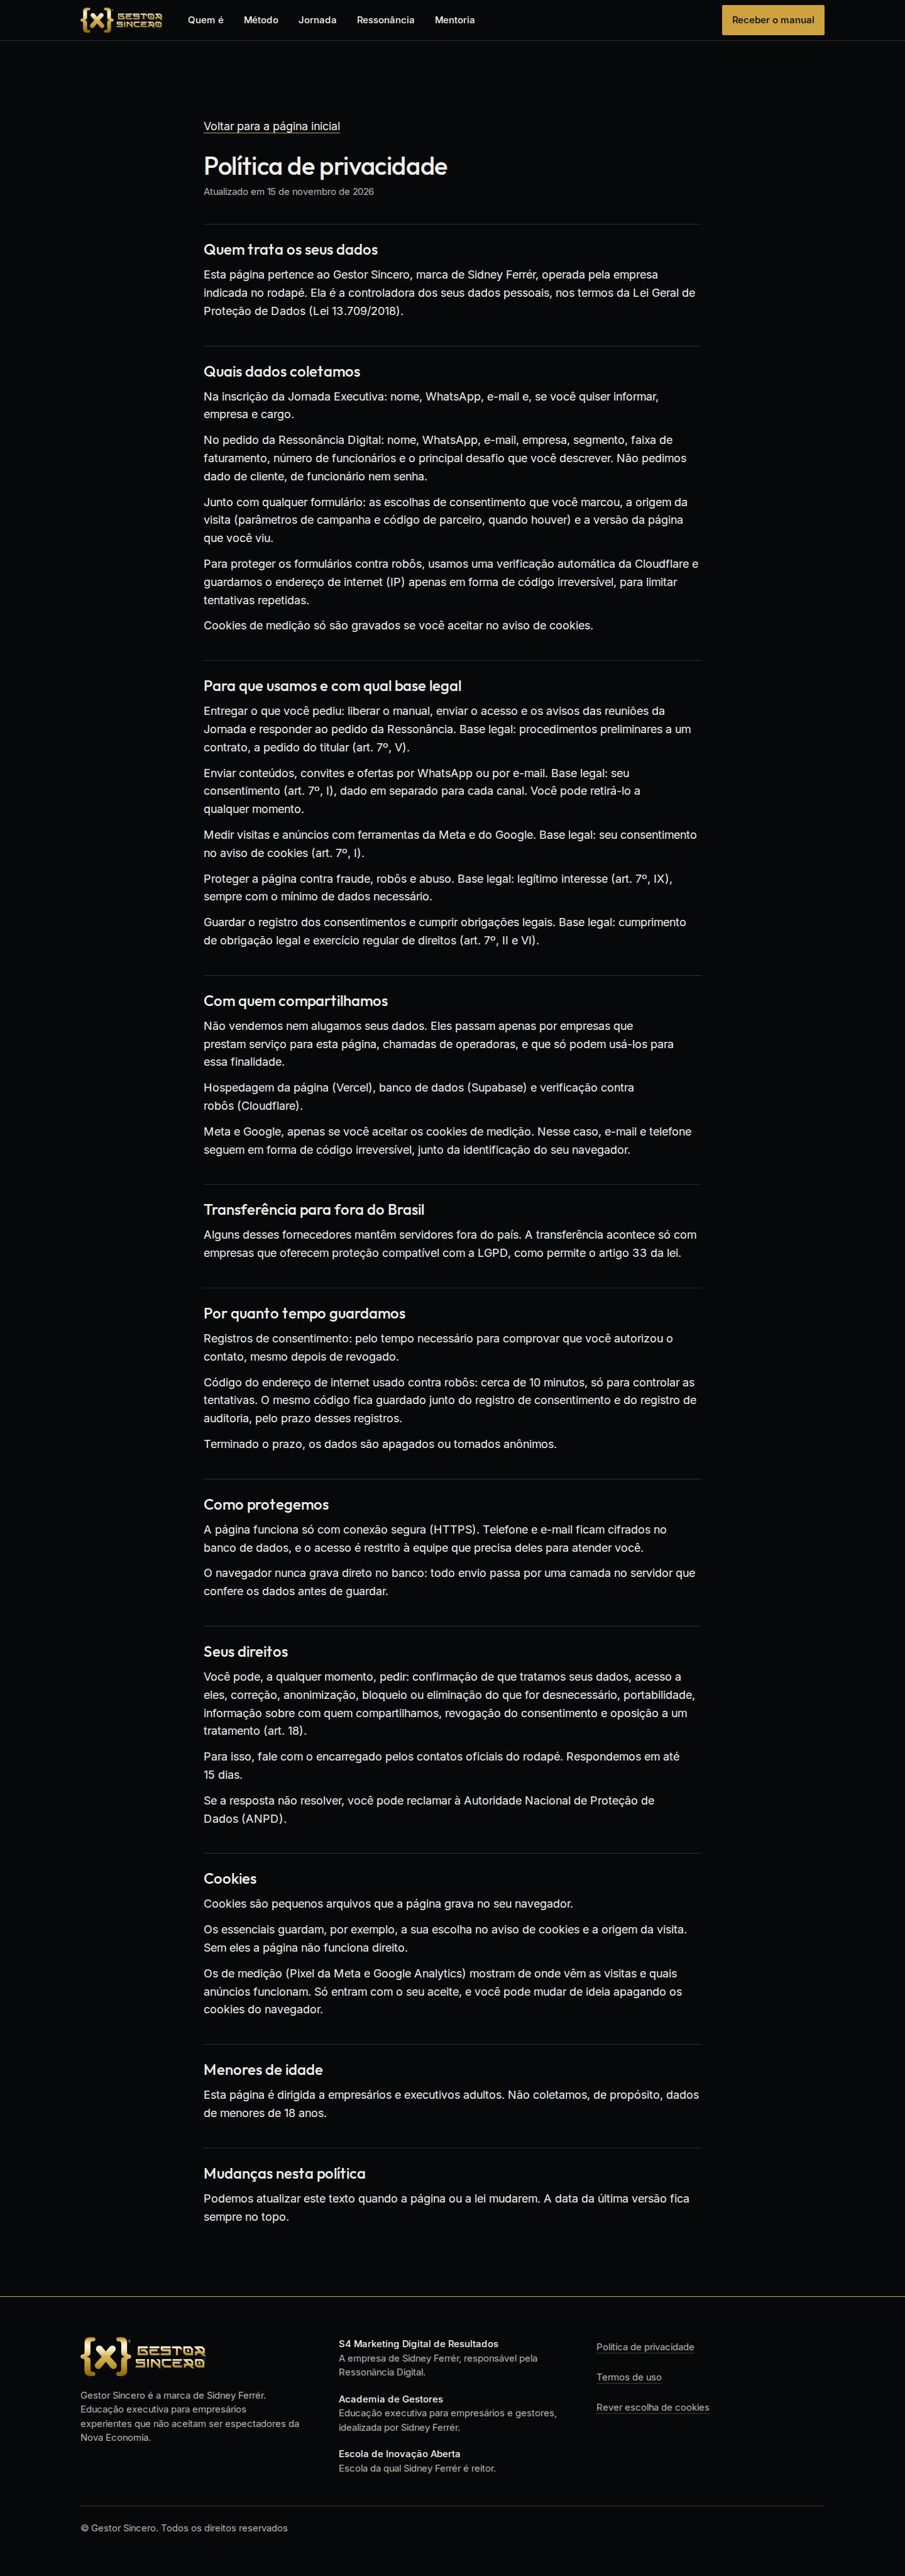 GESTOR
SINCERO
Quem é
Método
Jornada
Ressonância
Mentoria
Receber o manual
Voltar para a página inicial
Política de privacidade
Atualizado em 15 de novembro de 2026
Quem trata os seus dados
Esta página pertence ao Gestor Sincero, marca de Sidney Ferrér, operada pela empresa
indicada no rodapé. Ela é a controladora dos seus dados pessoais, nos termos da Lei Geral de
Proteção de Dados (Lei 13.709/2018).
Quais dados coletamos
Na inscrição da Jornada Executiva: nome, WhatsApp, e-mail e, se você quiser informar,
empresa e cargo.
No pedido da Ressonância Digital: nome, WhatsApp, e-mail, empresa, segmento, faixa de
faturamento, número de funcionários e o principal desafio que você descrever. Não pedimos
dado de cliente, de funcionário nem senha.
Junto com qualquer formulário: as escolhas de consentimento que você marcou, a origem da
visita (parâmetros de campanha e código de parceiro, quando houver) e a versão da página
que você viu.
Para proteger os formulários contra robôs, usamos uma verificação automática da Cloudflare e
guardamos o endereço de internet (IP) apenas em forma de código irreversível, para limitar
tentativas repetidas.
Cookies de medição só são gravados se você aceitar no aviso de cookies.
Para que usamos e com qual base legal
Entregar o que você pediu: liberar o manual, enviar o acesso e os avisos das reuniões da
Jornada e responder ao pedido da Ressonância. Base legal: procedimentos preliminares a um
contrato, a pedido do titular (art. 7º, V).
Enviar conteúdos, convites e ofertas por WhatsApp ou por e-mail. Base legal: seu
consentimento (art. 7º, I), dado em separado para cada canal. Você pode retirá-lo a
qualquer momento.
Medir visitas e anúncios com ferramentas da Meta e do Google. Base legal: seu consentimento
no aviso de cookies (art. 7º, I).
Proteger a página contra fraude, robôs e abuso. Base legal: legítimo interesse (art. 7º, IX),
sempre com o mínimo de dados necessário.
Guardar o registro dos consentimentos e cumprir obrigações legais. Base legal: cumprimento
de obrigação legal e exercício regular de direitos (art. 7º, II e VI).
Com quem compartilhamos
Não vendemos nem alugamos seus dados. Eles passam apenas por empresas que
prestam serviço para esta página, chamadas de operadoras, e que só podem usá-los para
essa finalidade.
Hospedagem da página (Vercel), banco de dados (Supabase) e verificação contra
robôs (Cloudflare).
Meta e Google, apenas se você aceitar os cookies de medição. Nesse caso, e-mail e telefone
seguem em forma de código irreversível, junto da identificação do seu navegador.
Transferência para fora do Brasil
Alguns desses fornecedores mantêm servidores fora do país. A transferência acontece só com
empresas que oferecem proteção compatível com a LGPD, como permite o artigo 33 da lei.
Por quanto tempo guardamos
Registros de consentimento: pelo tempo necessário para comprovar que você autorizou o
contato, mesmo depois de revogado.
Código do endereço de internet usado contra robôs: cerca de 10 minutos, só para controlar as
tentativas. O mesmo código fica guardado junto do registro de consentimento e do registro de
auditoria, pelo prazo desses registros.
Terminado o prazo, os dados são apagados ou tornados anônimos.
Como protegemos
A página funciona só com conexão segura (HTTPS). Telefone e e-mail ficam cifrados no
banco de dados, e o acesso é restrito à equipe que precisa deles para atender você.
O navegador nunca grava direto no banco: todo envio passa por uma camada no servidor que
confere os dados antes de guardar.
Seus direitos
Você pode, a qualquer momento, pedir: confirmação de que tratamos seus dados, acesso a
eles, correção, anonimização, bloqueio ou eliminação do que for desnecessário, portabilidade,
informação sobre com quem compartilhamos, revogação do consentimento e oposição a um
tratamento (art. 18).
Para isso, fale com o encarregado pelos contatos oficiais do rodapé. Respondemos em até
15 dias.
Se a resposta não resolver, você pode reclamar à Autoridade Nacional de Proteção de
Dados (ANPD).
Cookies
Cookies são pequenos arquivos que a página grava no seu navegador.
Os essenciais guardam, por exemplo, a sua escolha no aviso de cookies e a origem da visita.
Sem eles a página não funciona direito.
Os de medição (Pixel da Meta e Google Analytics) mostram de onde vêm as visitas e quais
anúncios funcionam. Só entram com o seu aceite, e você pode mudar de ideia apagando os
cookies do navegador.
Menores de idade
Esta página é dirigida a empresários e executivos adultos. Não coletamos, de propósito, dados
de menores de 18 anos.
Mudanças nesta política
Podemos atualizar este texto quando a página ou a lei mudarem. A data da última versão fica
sempre no topo.
GESTOR
SINCERO
Gestor Sincero é a marca de Sidney Ferrér.
Educação executiva para empresários
experientes que não aceitam ser espectadores da
Nova Economia.
S4 Marketing Digital de Resultados
A empresa de Sidney Ferrér, responsável pela
Ressonância Digital.
Academia de Gestores
Educação executiva para empresários e gestores,
idealizada por Sidney Ferrér.
Escola de Inovação Aberta
Escola da qual Sidney Ferrér é reitor.
Política de privacidade
Termos de uso
Rever escolha de cookies
© Gestor Sincero. Todos os direitos reservados